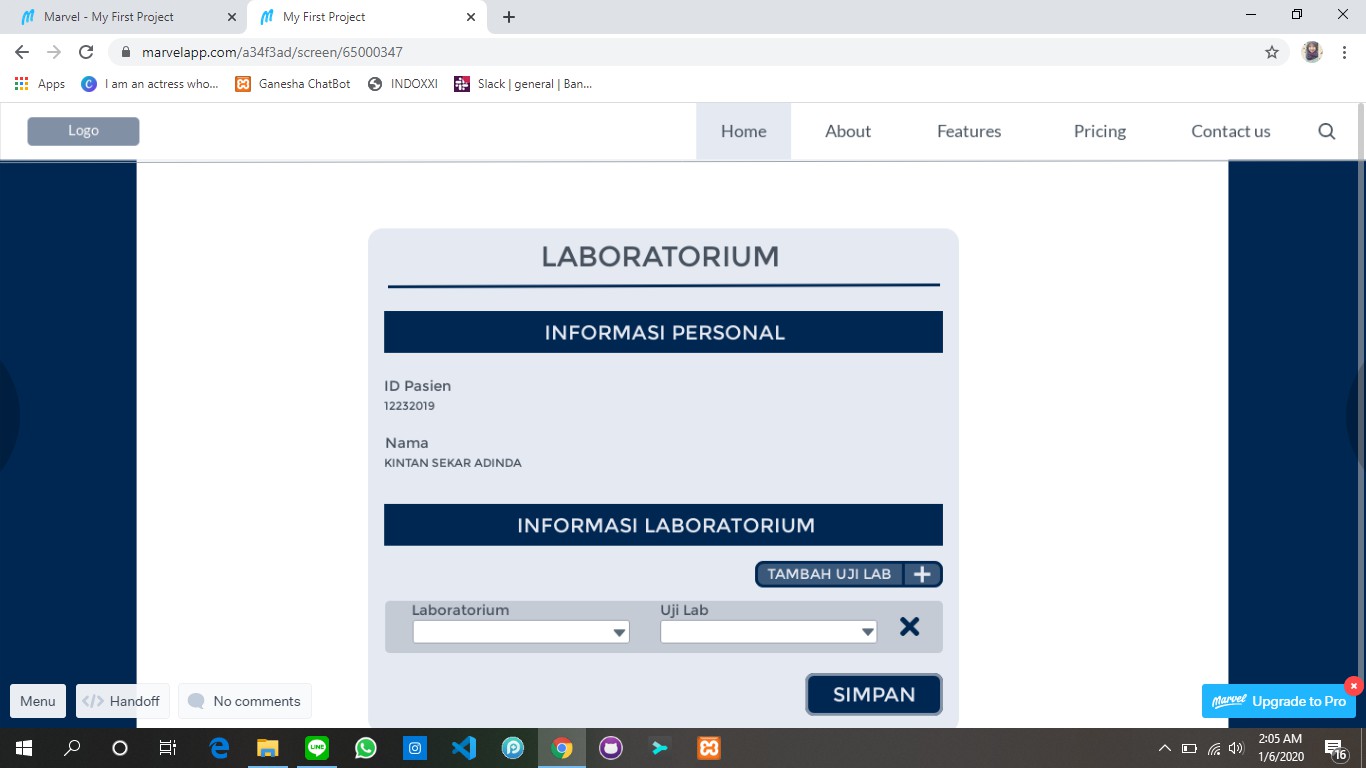 Marvel - My First Project
My First Project
marvelapp.com/a34f3ad/screen/65000347
Apps
I am an actress who...
Ganesha ChatBot
INDOXXI
Slack | general | Ban...
Logo
Home
About
Features
Pricing
Contact us
LABORATORIUM
INFORMASI PERSONAL
ID Pasien
12232019
Nama
KINTAN SEKAR ADINDA
INFORMASI LABORATORIUM
TAMBAH UJI LAB
Laboratorium
Uji Lab
SIMPAN
Menu
Handoff
No comments
Marvel Upgrade to Pro
LINE
2:05 AM
1/6/2020
16